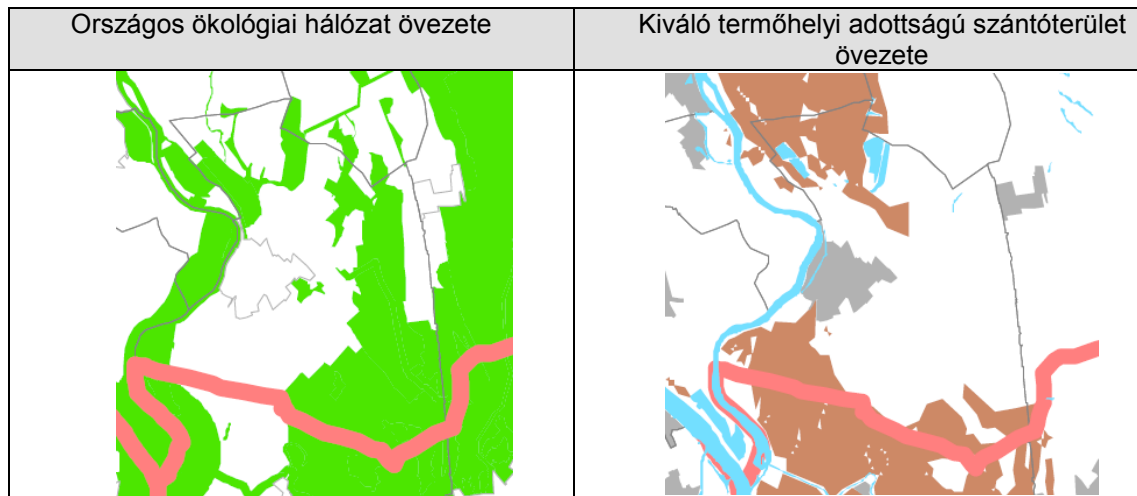 Országos ökológiai hálózat övezete
Kiváló termőhelyi adottságú szántóterület
övezete